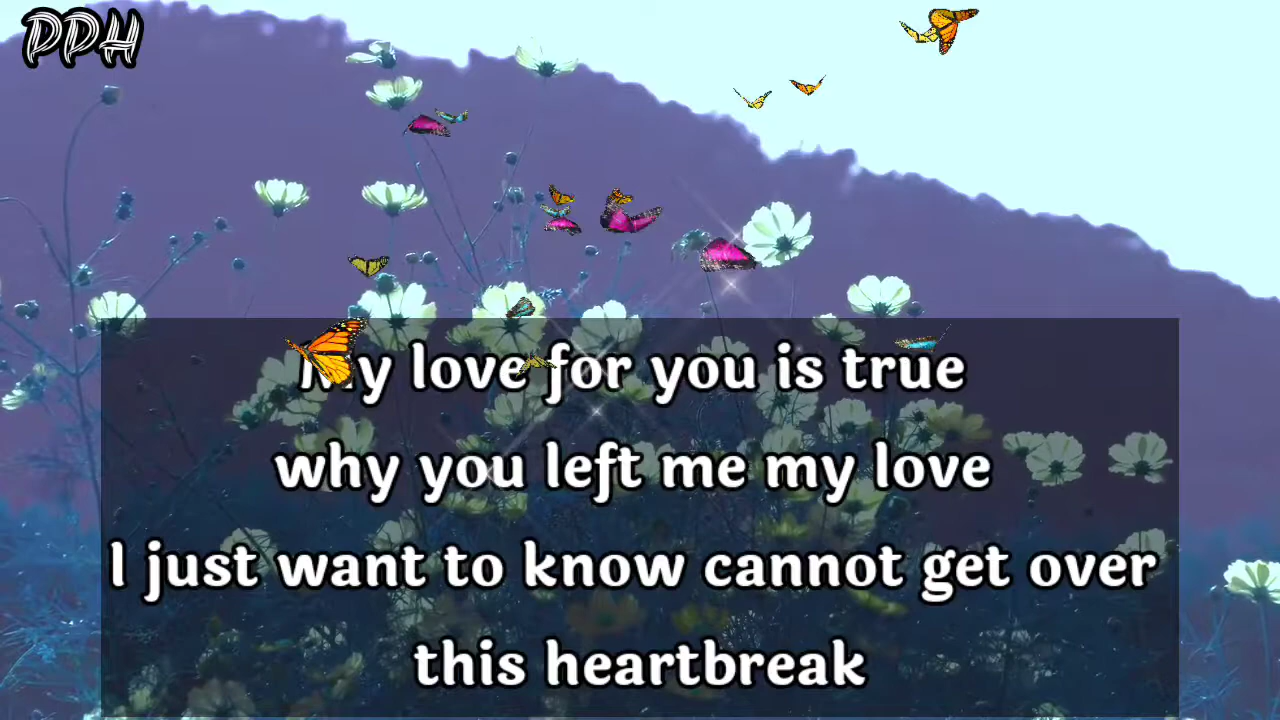 PPH
My love for you is true
why you left me my love
I just want to know cannot get over
this heartbreak